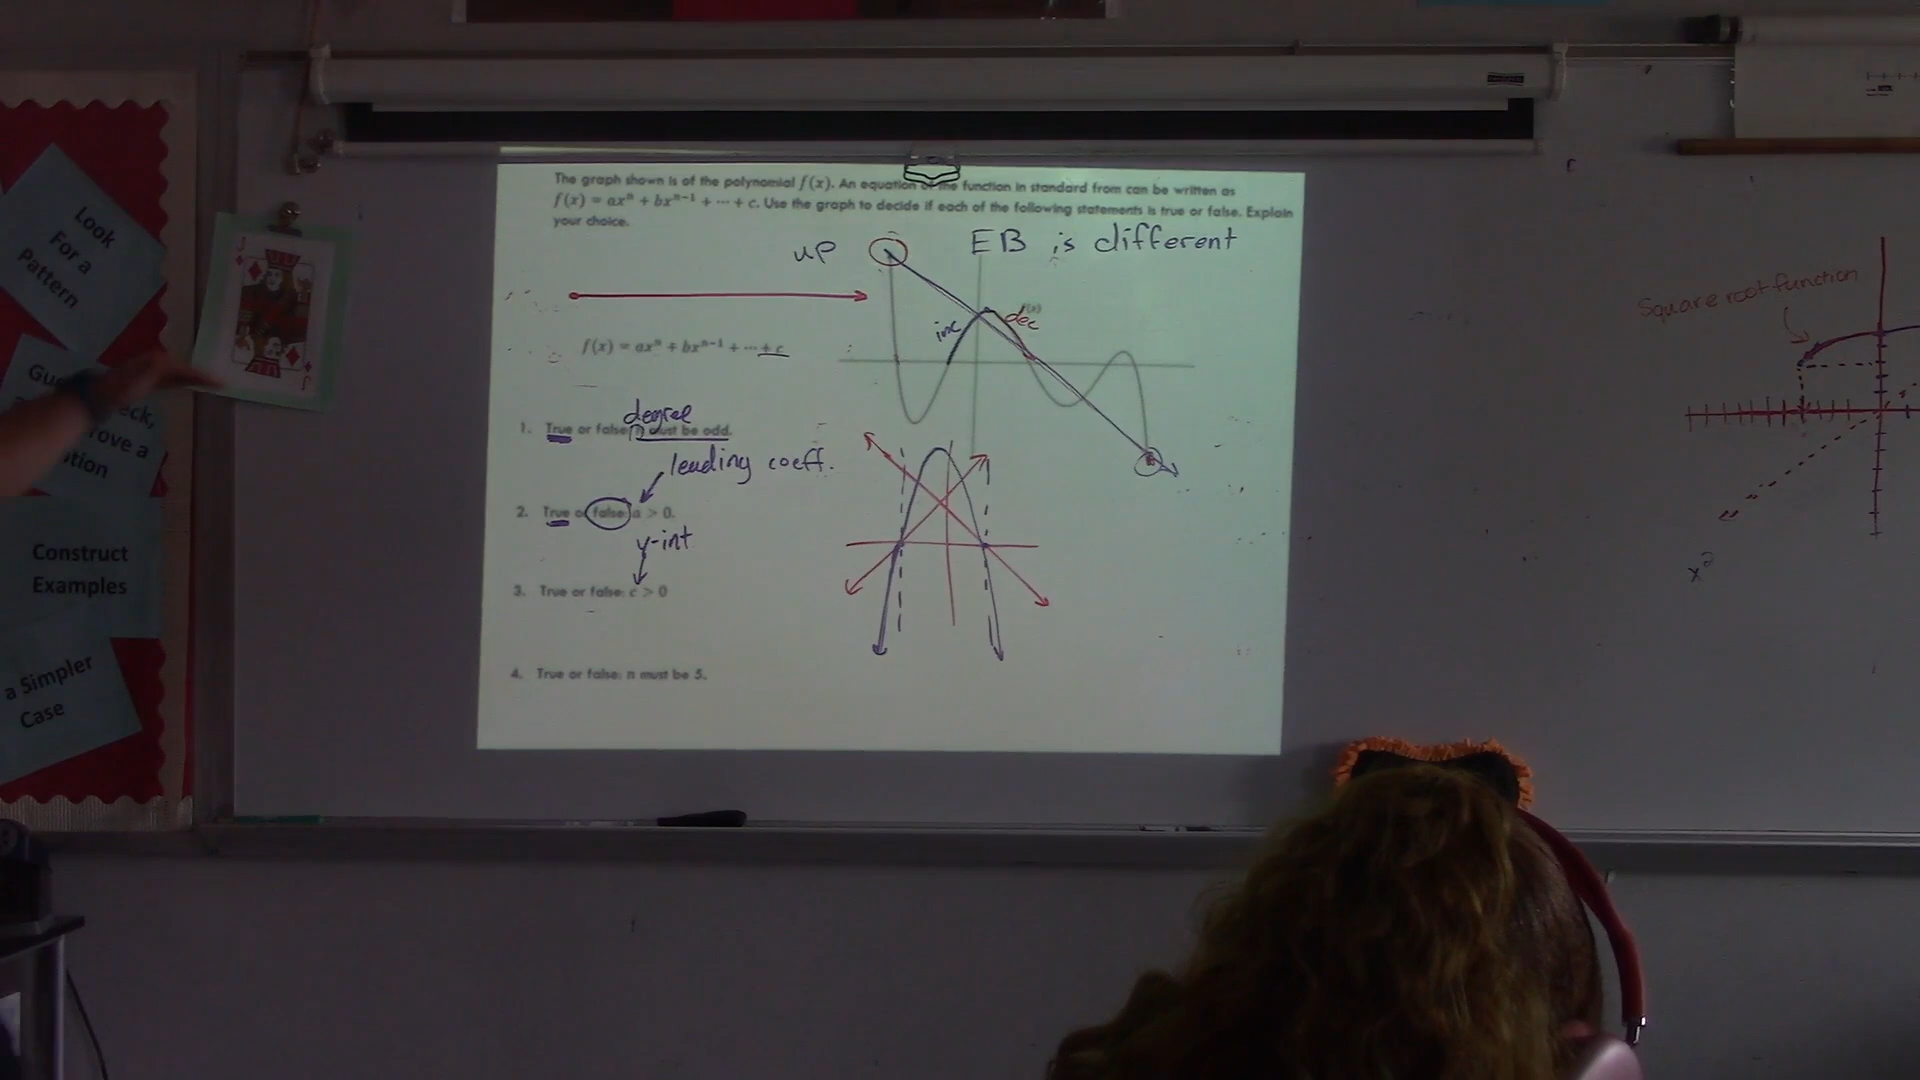 Look
For a
Pattern
J
J
Construct
Examples
a Simpler
Case
The graph shown is of the polynomial f(x). An equation of the function in standard from can be written as
f(x) = axⁿ + bxⁿ⁻¹ + ⋯ + c. Use the graph to decide if each of the following statements is true or false. Explain
your choice.
up
EB is different
inc
dec
f(x) = axⁿ + bxⁿ⁻¹ + ⋯ + c
degree
1. True or false: n must be odd.
leading coeff.
2. True or false: a > 0.
y-int
3. True or false: c > 0
4. True or false: n must be 5.
Square root function
x²